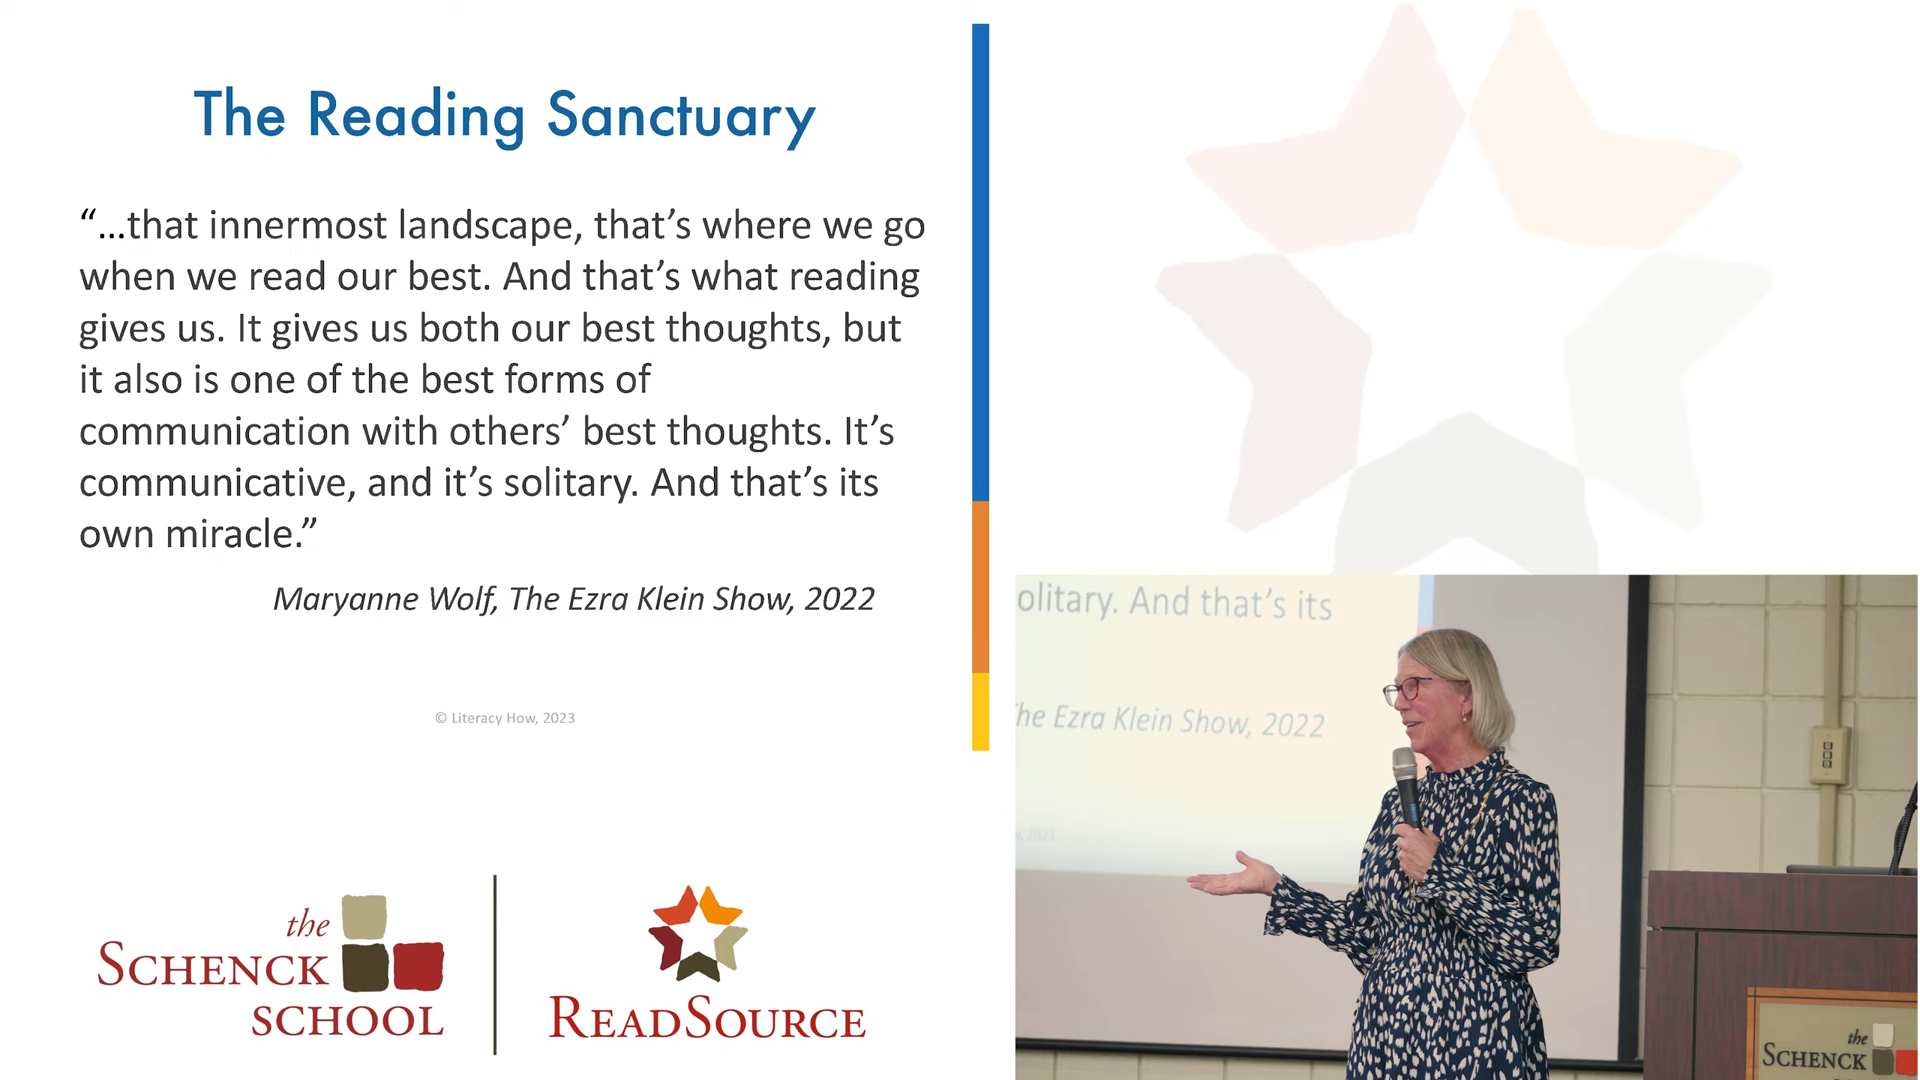 The Reading Sanctuary
“...that innermost landscape, that’s where we go
when we read our best. And that’s what reading
gives us. It gives us both our best thoughts, but
it also is one of the best forms of
communication with others’ best thoughts. It’s
communicative, and it’s solitary. And that’s its
own miracle.”
Maryanne Wolf, The Ezra Klein Show, 2022
© Literacy How, 2023
the
SCHENCK
SCHOOL
READSOURCE
olitary. And that’s its
he Ezra Klein Show, 2022
the
SCHENCK